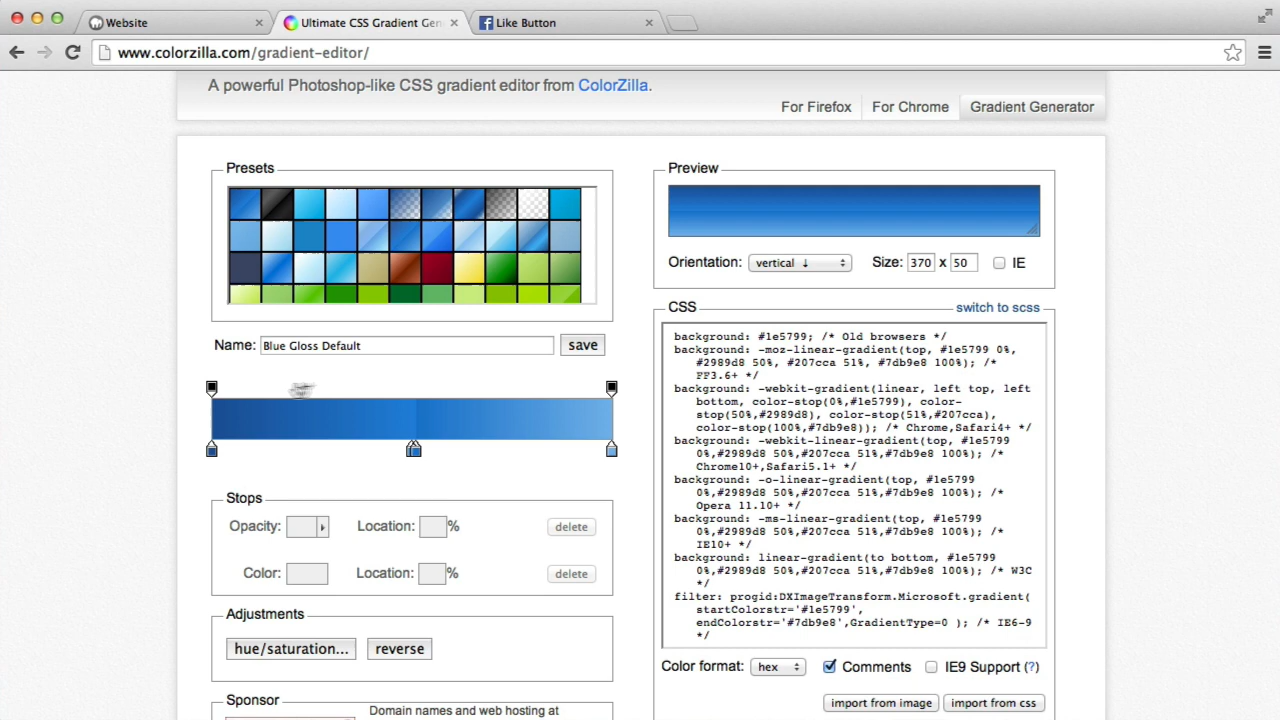 Website
Ultimate CSS Gradient Gen
Like Button
www.colorzilla.com/gradient-editor/
A powerful Photoshop-like CSS gradient editor from ColorZilla.
For Firefox
For Chrome
Gradient Generator
Presets
Name: Blue Gloss Default
save
Stops
Opacity:
Location: %
delete
Color:
Location: %
delete
Adjustments
hue/saturation...
reverse
Sponsor
Domain names and web hosting at
Preview
Orientation: vertical ↓
Size: 370 x 50
IE
CSS
switch to scss
background: #1e5799; /* Old browsers */
background: -moz-linear-gradient(top, #1e5799 0%,
#2989d8 50%, #207cca 51%, #7db9e8 100%); /*
FF3.6+ */
background: -webkit-gradient(linear, left top, left
bottom, color-stop(0%,#1e5799), color-
stop(50%,#2989d8), color-stop(51%,#207cca),
color-stop(100%,#7db9e8)); /* Chrome,Safari4+ */
background: -webkit-linear-gradient(top, #1e5799
0%,#2989d8 50%,#207cca 51%,#7db9e8 100%); /*
Chrome10+,Safari5.1+ */
background: -o-linear-gradient(top, #1e5799
0%,#2989d8 50%,#207cca 51%,#7db9e8 100%); /*
Opera 11.10+ */
background: -ms-linear-gradient(top, #1e5799
0%,#2989d8 50%,#207cca 51%,#7db9e8 100%); /*
IE10+ */
background: linear-gradient(to bottom, #1e5799
0%,#2989d8 50%,#207cca 51%,#7db9e8 100%); /* W3C
*/
filter: progid:DXImageTransform.Microsoft.gradient(
startColorstr='#1e5799',
endColorstr='#7db9e8',GradientType=0 ); /* IE6-9
*/
Color format: hex
Comments
IE9 Support (?)
import from image
import from css